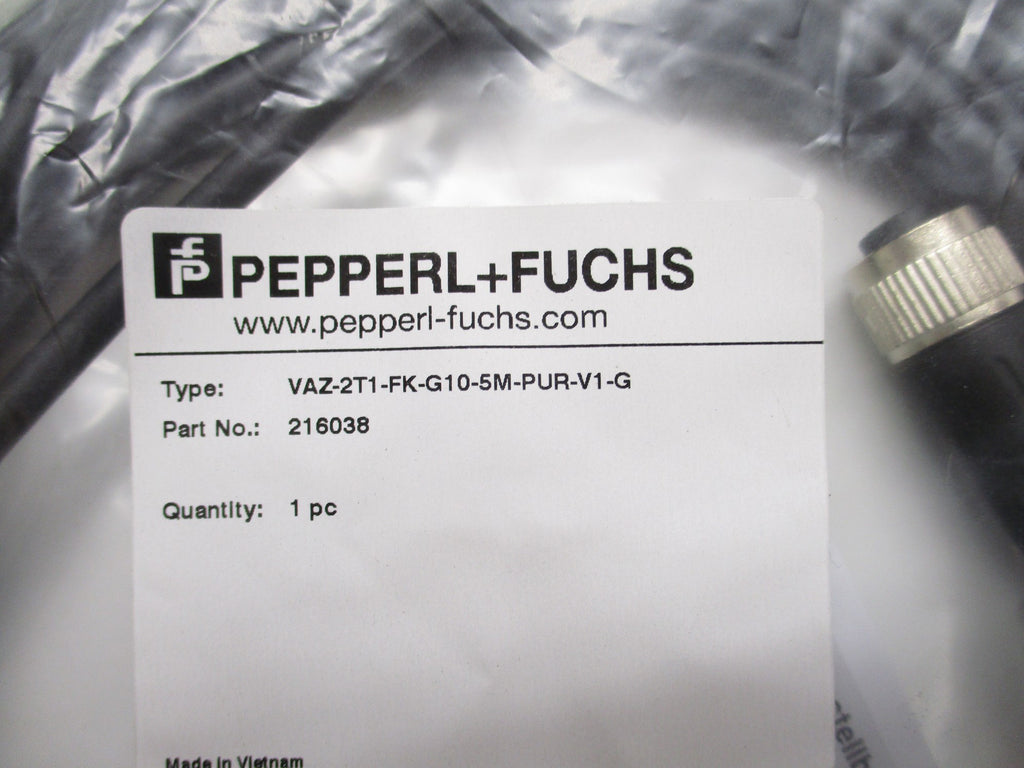 PEPPERL+FUCHS
www.pepperl-fuchs.com
Type: VAZ-2T1-FK-G10-5M-PUR-V1-G
Part No.: 216038
Quantity: 1 pc
Made in Vietnam